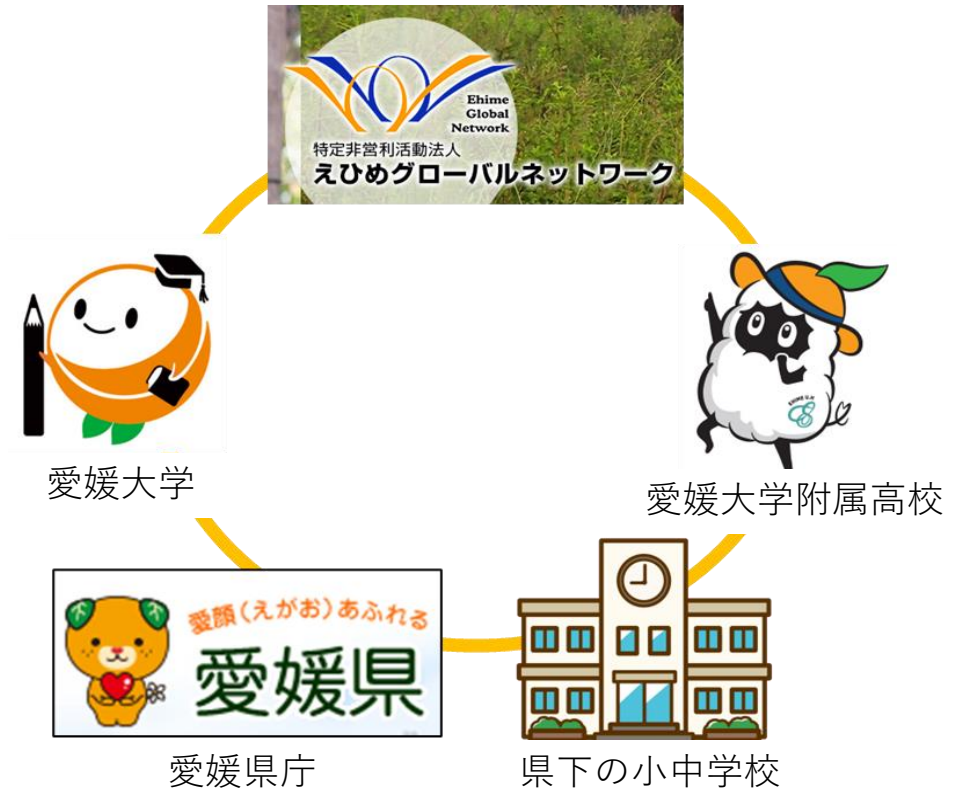 Ehime
Global
Network
特定非営利活動法人
えひめグローバルネットワーク
愛媛大学
EHIME U.H
愛媛大学附属高校
愛顔(えがお)あふれる
愛媛県
愛媛県庁
県下の小中学校